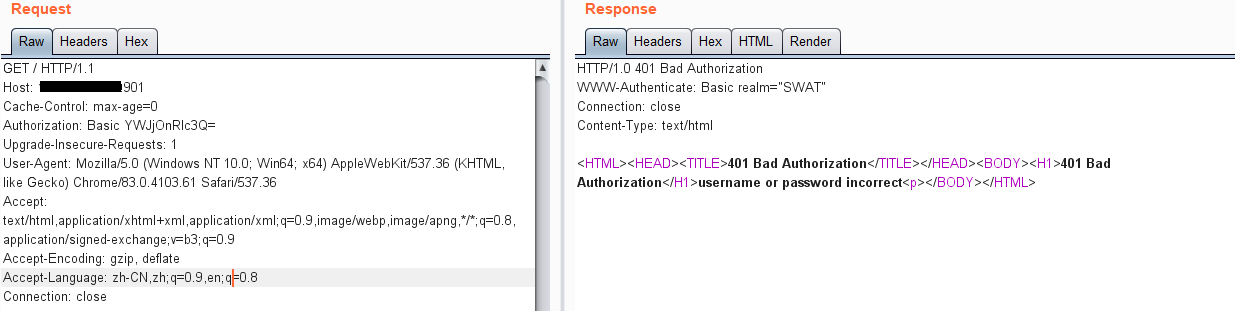 Request
Raw Headers Hex
GET / HTTP/1.1
Host: 901
Cache-Control: max-age=0
Authorization: Basic YWJjOnRlc3Q=
Upgrade-Insecure-Requests: 1
User-Agent: Mozilla/5.0 (Windows NT 10.0; Win64; x64) AppleWebKit/537.36 (KHTML,
like Gecko) Chrome/83.0.4103.61 Safari/537.36
Accept:
text/html,application/xhtml+xml,application/xml;q=0.9,image/webp,image/apng,*/*;q=0.8,
application/signed-exchange;v=b3;q=0.9
Accept-Encoding: gzip, deflate
Accept-Language: zh-CN,zh;q=0.9,en;q=0.8
Connection: close
Response
Raw Headers Hex HTML Render
HTTP/1.0 401 Bad Authorization
WWW-Authenticate: Basic realm="SWAT"
Connection: close
Content-Type: text/html
<HTML><HEAD><TITLE>401 Bad Authorization</TITLE></HEAD><BODY><H1>401 Bad
Authorization</H1>username or password incorrect<p></BODY></HTML>